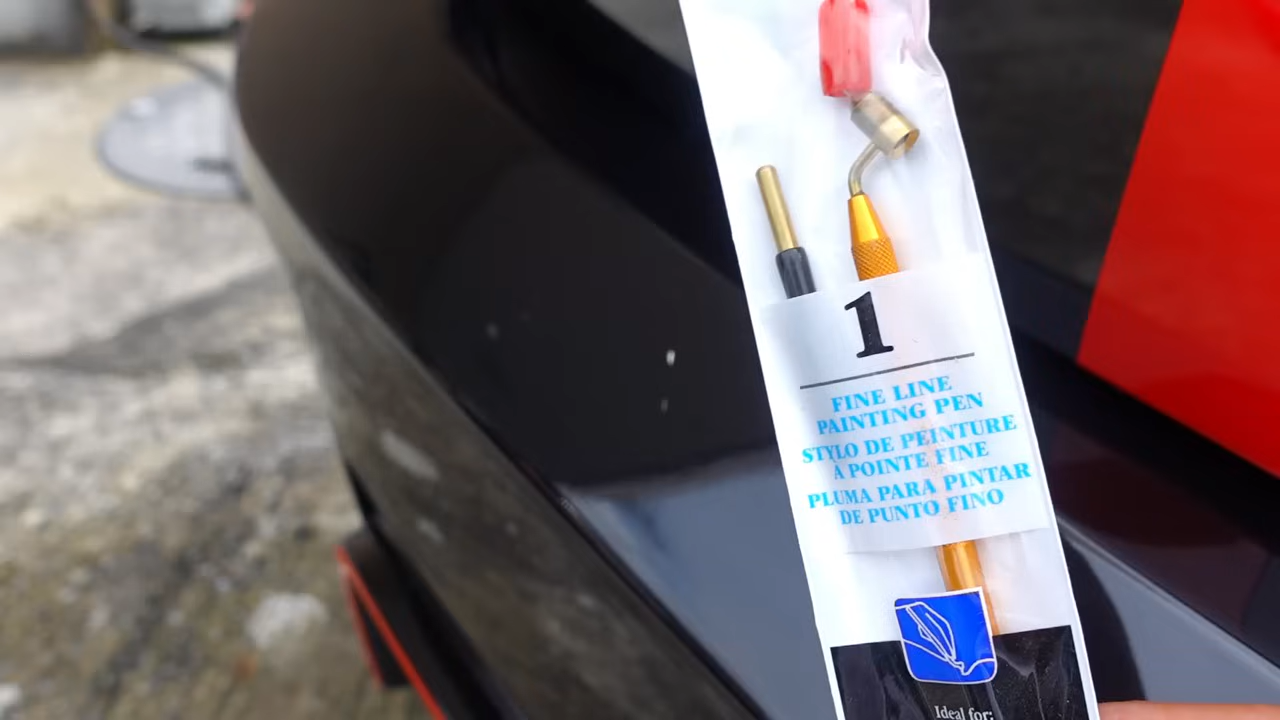 1
FINE LINE
PAINTING PEN
STYLO DE PEINTURE
À POINTE FINE
PLUMA PARA PINTAR
DE PUNTO FINO
Ideal for: